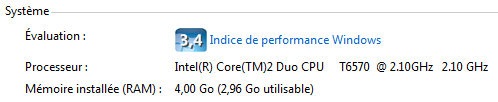 Système
Évaluation : 3,4 Indice de performance Windows
Processeur : Intel(R) Core(TM)2 Duo CPU T6570 @ 2.10GHz 2.10 GHz
Mémoire installée (RAM) : 4,00 Go (2,96 Go utilisable)